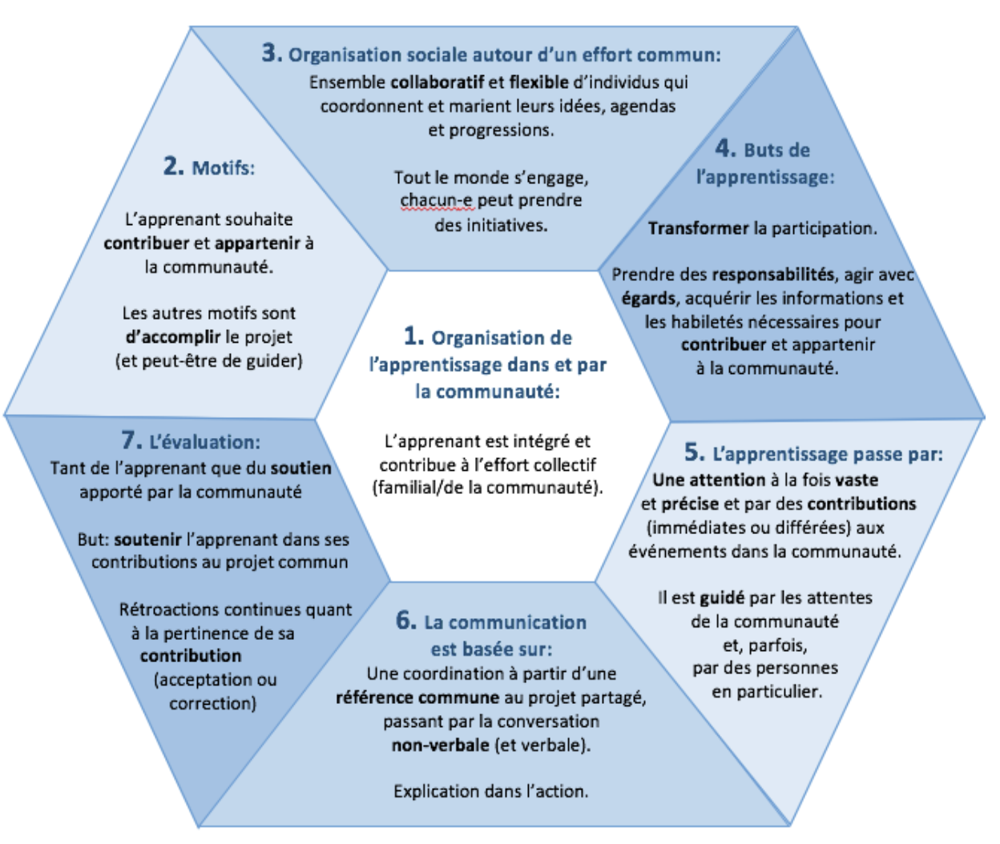 3. Organisation sociale autour d'un effort commun:
Ensemble collaboratif et flexible d'individus qui
coordonnent et marient leurs idées, agendas
et progressions.
Tout le monde s'engage,
chacun-e peut prendre
des initiatives.
2. Motifs:
L'apprenant souhaite
contribuer et appartenir à
la communauté.
Les autres motifs sont
d'accomplir le projet
(et peut-être de guider)
4. Buts de
l'apprentissage:
Transformer la participation.
Prendre des responsabilités, agir avec
égards, acquérir les informations et
les habiletés nécessaires pour
contribuer et appartenir
à la communauté.
1. Organisation de
l'apprentissage dans et par
la communauté:
L'apprenant est intégré et
contribue à l'effort collectif
(familial/de la communauté).
7. L'évaluation:
Tant de l'apprenant que du soutien
apporté par la communauté
But: soutenir l'apprenant dans ses
contributions au projet commun
Rétroactions continues quant
à la pertinence de sa
contribution
(acceptation ou
correction)
5. L'apprentissage passe par:
Une attention à la fois vaste
et précise et par des contributions
(immédiates ou différées) aux
événements dans la communauté.
Il est guidé par les attentes
de la communauté
et, parfois,
par des personnes
en particulier.
6. La communication
est basée sur:
Une coordination à partir d'une
référence commune au projet partagé,
passant par la conversation
non-verbale (et verbale).
Explication dans l'action.